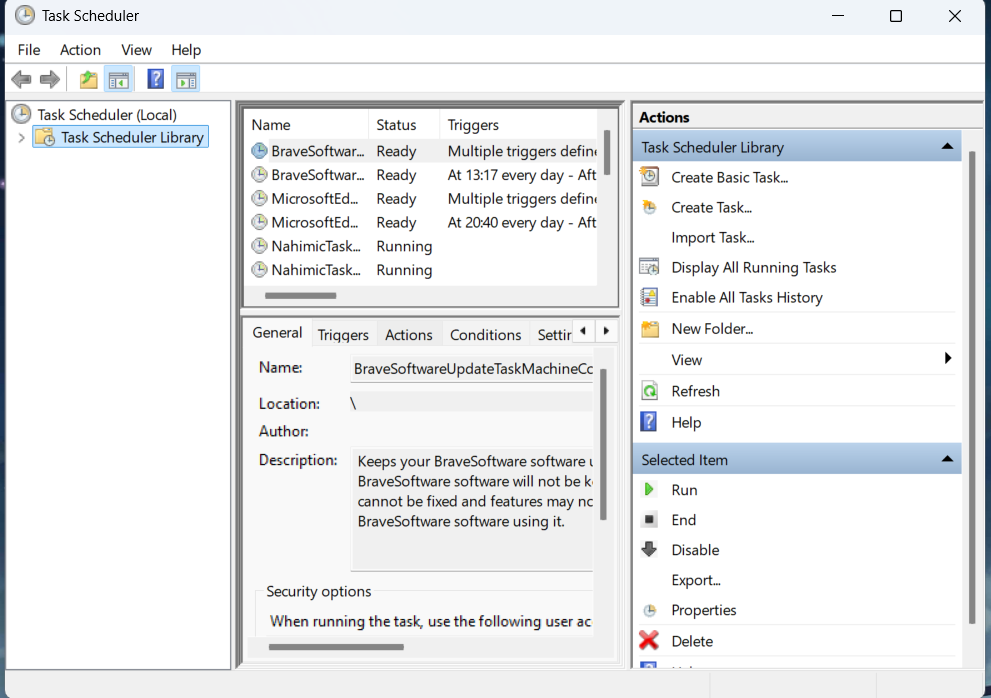 Task Scheduler
File Action View Help
Task Scheduler (Local)
Task Scheduler Library
Name Status Triggers
BraveSoftwar... Ready Multiple triggers define
BraveSoftwar... Ready At 13:17 every day - Aft
MicrosoftEd... Ready Multiple triggers define
MicrosoftEd... Ready At 20:40 every day - Aft
NahimicTask... Running
NahimicTask... Running
General Triggers Actions Conditions Settin
Name: BraveSoftwareUpdateTaskMachineCo
Location: \
Author:
Description: Keeps your BraveSoftware software u
BraveSoftware software will not be k
cannot be fixed and features may no
BraveSoftware software using it.
Security options
When running the task, use the following user ac
Actions
Task Scheduler Library
Create Basic Task...
Create Task...
Import Task...
Display All Running Tasks
Enable All Tasks History
New Folder...
View
Refresh
Help
Selected Item
Run
End
Disable
Export...
Properties
Delete